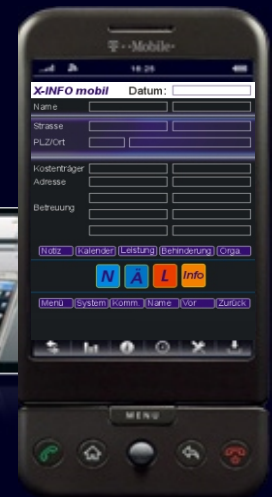 T··Mobile·
18:26
X-INFO mobil Datum:
Name
Strasse
PLZ/Ort
Kostenträger
Adresse
Betreuung
Notiz Kalender Leistung Behinderung Orga.
N Ä L Info
Menü System Komm. Name Vor Zurück
MENU